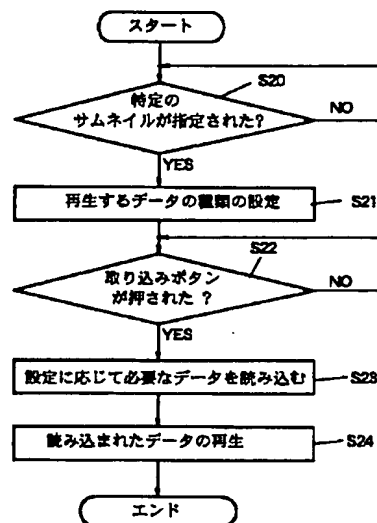 スタート
S20
特定の
サムネイルが指定された?
NO
YES
再生するデータの種類の設定
S21
S22
取り込みボタン
が押された ?
NO
YES
設定に応じて必要なデータを読み込む
S23
読み込まれたデータの再生
S24
エンド